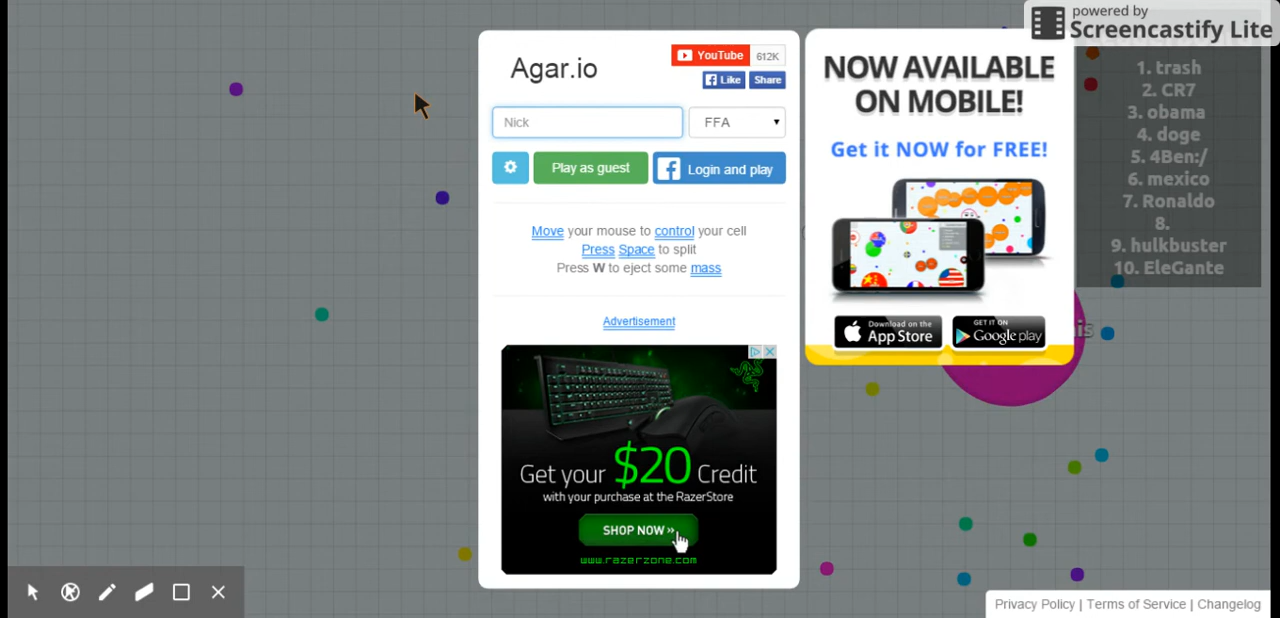 powered by
Screencastify Lite
Agar.io
YouTube 612K
Like Share
Nick FFA
Play as guest Login and play
Move your mouse to control your cell
Press Space to split
Press W to eject some mass
Advertisement
Get your $20 Credit
with your purchase at the RazerStore
SHOP NOW »
www.razerzone.com
NOW AVAILABLE
ON MOBILE!
Get it NOW for FREE!
Download on the
App Store
GET IT ON
Google play
1. trash
2. CR7
3. obama
4. doge
5. 4Ben:/
6. mexico
7. Ronaldo
8.
9. hulkbuster
10. EleGante
Privacy Policy | Terms of Service | Changelog